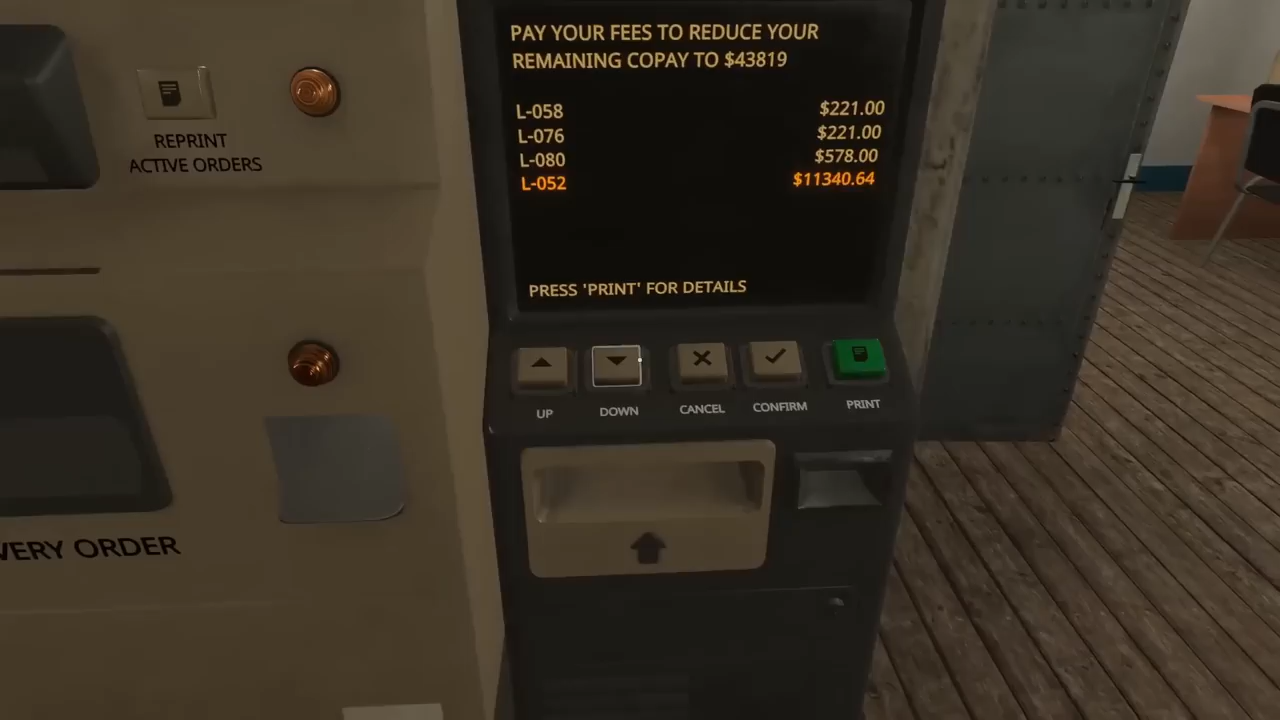 PAY YOUR FEES TO REDUCE YOUR
REMAINING COPAY TO $43819
L-058 $221.00
L-076 $221.00
L-080 $578.00
L-052 $11340.64
PRESS 'PRINT' FOR DETAILS
UP DOWN CANCEL CONFIRM PRINT
REPRINT
ACTIVE ORDERS
VERY ORDER